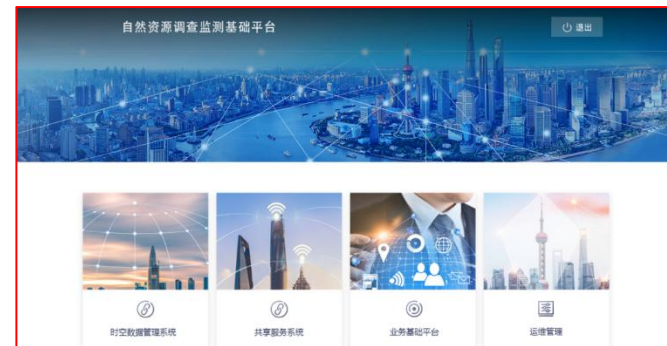 自然资源调查监测基础平台
退出
时空数据管理系统
共享服务系统
业务基础平台
运维管理